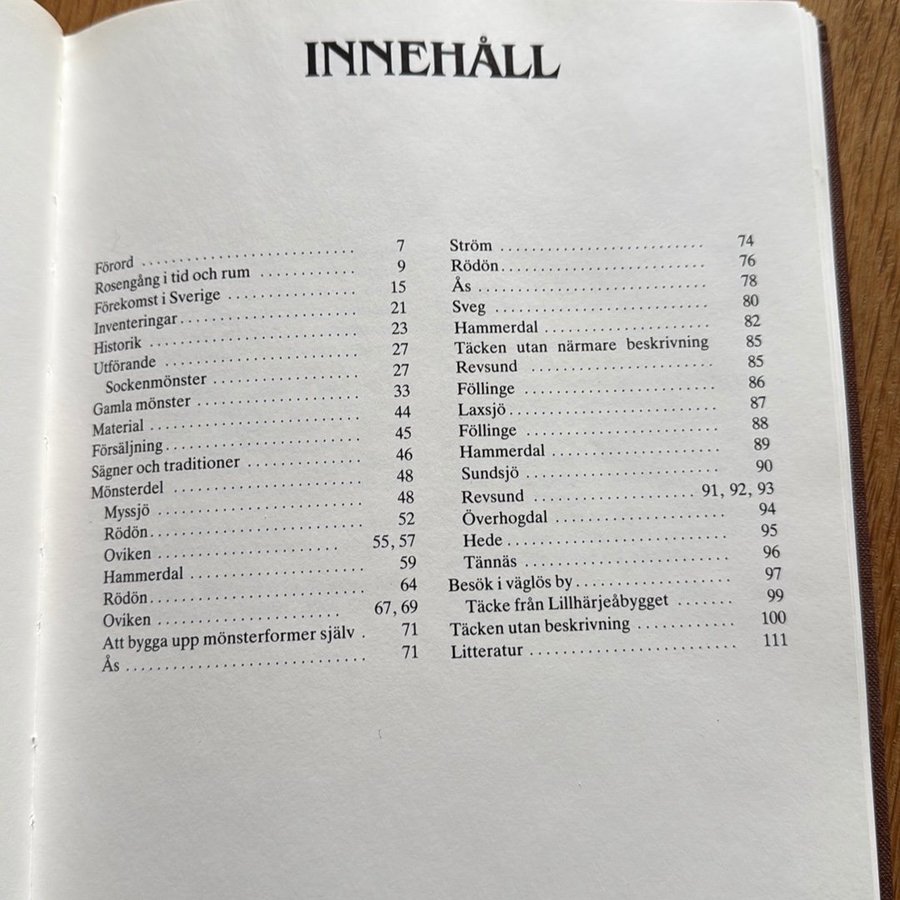 INNEHÅLL
Förord . . . . . . . . . . . . . . . . . . . . . . . . . . 7
Rosengång i tid och rum . . . . . . . . . . . . 9
Förekomst i Sverige . . . . . . . . . . . . . . . . 15
Inventeringar . . . . . . . . . . . . . . . . . . . . . . 21
Historik . . . . . . . . . . . . . . . . . . . . . . . . . . 23
Utförande . . . . . . . . . . . . . . . . . . . . . . . . 27
Sockenmönster . . . . . . . . . . . . . . . . . . 27
Gamla mönster . . . . . . . . . . . . . . . . . . . . 33
Material . . . . . . . . . . . . . . . . . . . . . . . . . . 44
Försäljning . . . . . . . . . . . . . . . . . . . . . . . . 45
Sägner och traditioner . . . . . . . . . . . . . . 46
Mönsterdel . . . . . . . . . . . . . . . . . . . . . . . 48
Myssjö . . . . . . . . . . . . . . . . . . . . . . . . . 48
Rödön . . . . . . . . . . . . . . . . . . . . . . . . . . 52
Oviken . . . . . . . . . . . . . . . . . . . . . . 55, 57
Hammerdal . . . . . . . . . . . . . . . . . . . . . 59
Rödön . . . . . . . . . . . . . . . . . . . . . . . . . . 64
Oviken . . . . . . . . . . . . . . . . . . . . . . 67, 69
Att bygga upp mönsterformer själv . 71
Ås . . . . . . . . . . . . . . . . . . . . . . . . . . . . . 71
Ström . . . . . . . . . . . . . . . . . . . . . . . . . 74
Rödön . . . . . . . . . . . . . . . . . . . . . . . . . 76
Ås . . . . . . . . . . . . . . . . . . . . . . . . . . . . 78
Sveg . . . . . . . . . . . . . . . . . . . . . . . . . . 80
Hammerdal . . . . . . . . . . . . . . . . . . . . 82
Täcken utan närmare beskrivning 85
Revsund . . . . . . . . . . . . . . . . . . . . . . 85
Föllinge . . . . . . . . . . . . . . . . . . . . . . . 86
Laxsjö . . . . . . . . . . . . . . . . . . . . . . . . . 87
Föllinge . . . . . . . . . . . . . . . . . . . . . . . 88
Hammerdal . . . . . . . . . . . . . . . . . . . . 89
Sundsjö . . . . . . . . . . . . . . . . . . . . . . . 90
Revsund . . . . . . . . . . . . . . . . . . . 91, 92, 93
Överhogdal . . . . . . . . . . . . . . . . . . . . 94
Hede . . . . . . . . . . . . . . . . . . . . . . . . . . 95
Tännäs . . . . . . . . . . . . . . . . . . . . . . . . 96
Besök i väglös by . . . . . . . . . . . . . . . . . . 97
Täcke från Lillhärjeåbygget . . . . . . . 99
Täcken utan beskrivning . . . . . . . . . . . . 100
Litteratur . . . . . . . . . . . . . . . . . . . . . . . . . 111